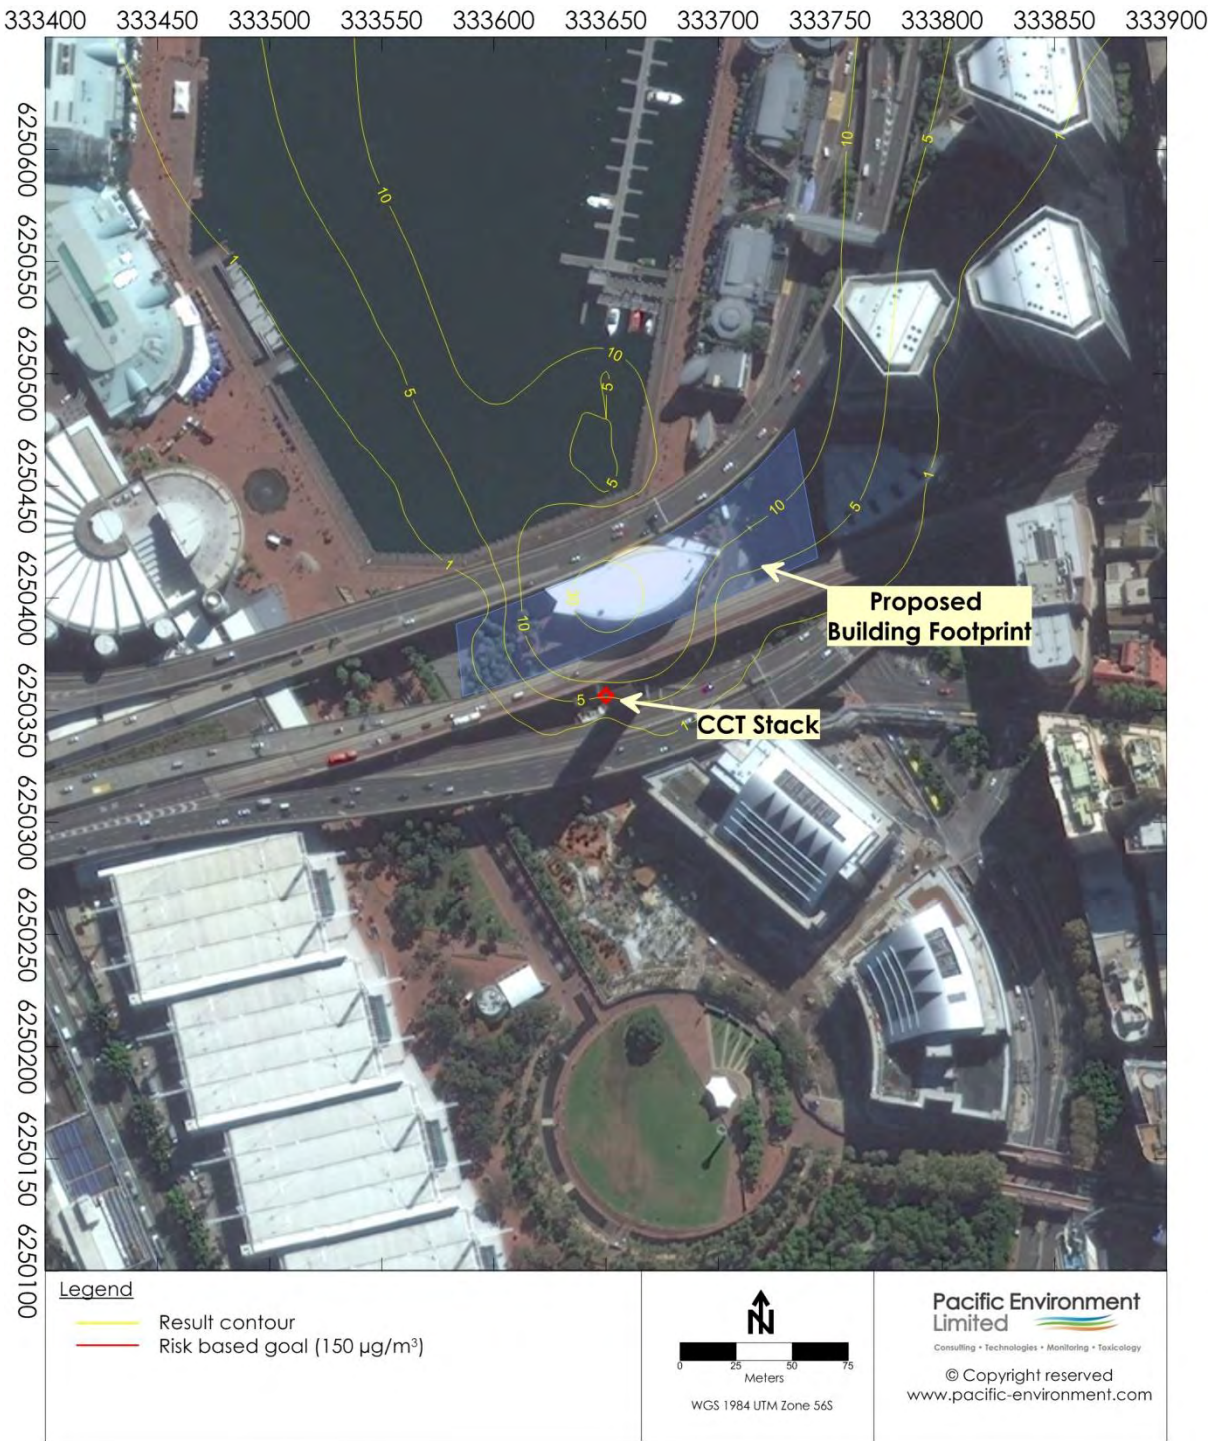 333400 333450 333500 333550 333600 333650 333700 333750 333800 333850 333900
6250600
6250550
6250500
6250450
6250400
6250350
6250300
6250250
6250200
6250150
6250100
10
5
1
10
1
5
10
5
5
1
10
5
1
10
5
1
Proposed
Building Footprint
CCT Stack
Legend
Result contour
Risk based goal (150 µg/m³)
N
0 25 50 75
Meters
WGS 1984 UTM Zone 56S
Pacific Environment
Limited
Consulting • Technologies • Monitoring • Toxicology
© Copyright reserved
www.pacific-environment.com